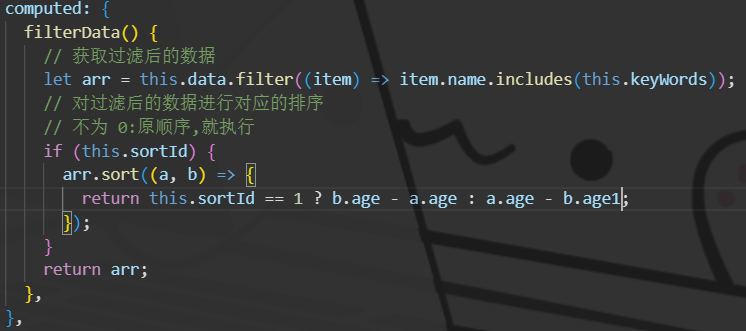 computed: {
filterData() {
// 获取过滤后的数据
let arr = this.data.filter((item) => item.name.includes(this.keyWords));
// 对过滤后的数据进行对应的排序
// 不为 0:原顺序,就执行
if (this.sortId) {
arr.sort((a, b) => {
return this.sortId == 1 ? b.age - a.age : a.age - b.age1;
});
}
return arr;
},
},